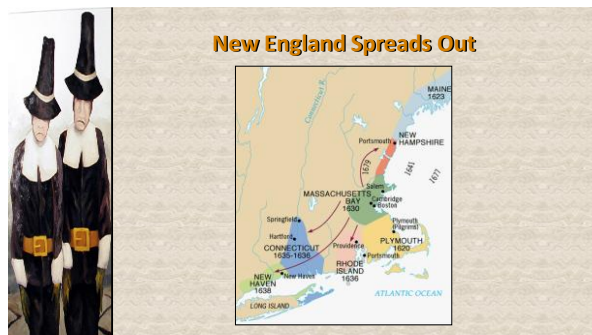 New England Spreads Out
Connecticut R.
MAINE
1623
Portsmouth
NEW
HAMPSHIRE
1679
1641
1677
Salem
MASSACHUSETTS
BAY
1630
Cambridge
Boston
Springfield
Hartford
CONNECTICUT
1635-1636
Plymouth
(Pilgrims)
PLYMOUTH
1620
Providence
Portsmouth
RHODE
ISLAND
1636
NEW
HAVEN
1638
New Haven
LONG ISLAND
ATLANTIC OCEAN